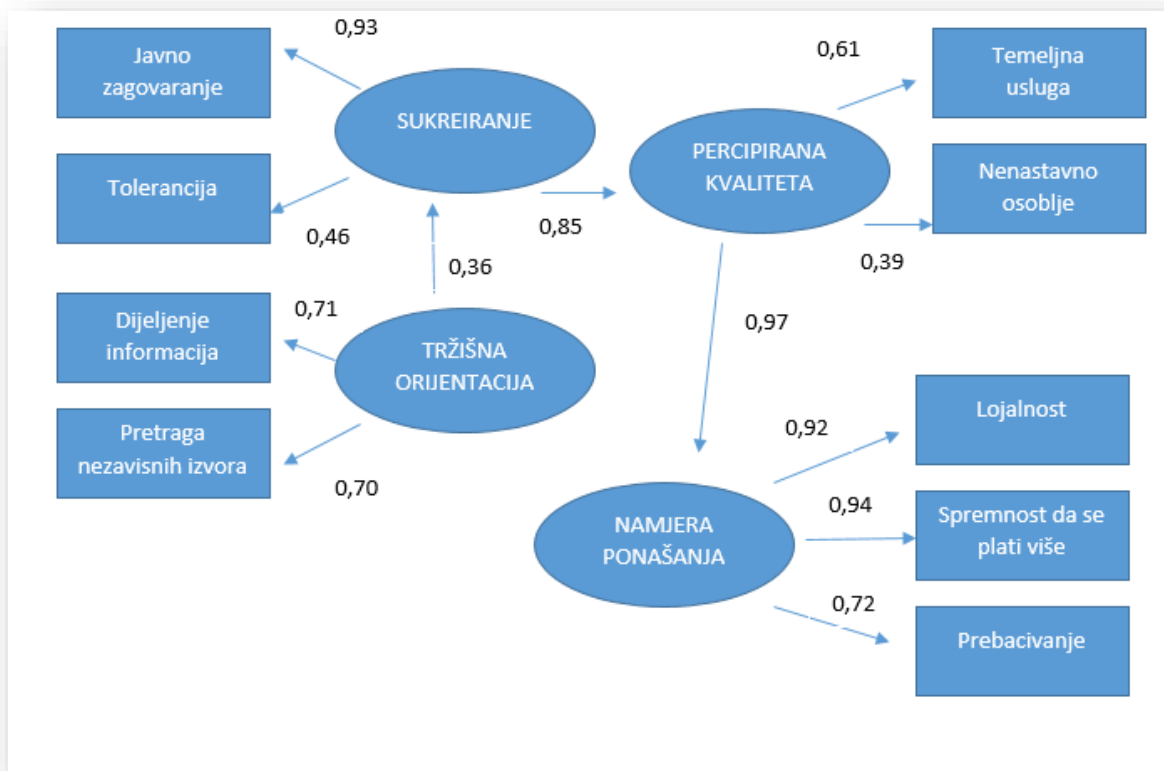 0,93
Javno
zagovaranje
SUKREIRANJE
Tolerancija
0,46
0,85
0,36
0,61
Temeljna
usluga
PERCIPIRANA
KVALITETA
Nenastavno
osoblje
0,39
0,71
Dijeljenje
informacija
TRŽIŠNA
ORIJENTACIJA
Pretraga
nezavisnih izvora
0,70
0,97
NAMJERA
PONAŠANJA
0,92
Lojalnost
0,94
Spremnost da se
plati više
0,72
Prebacivanje